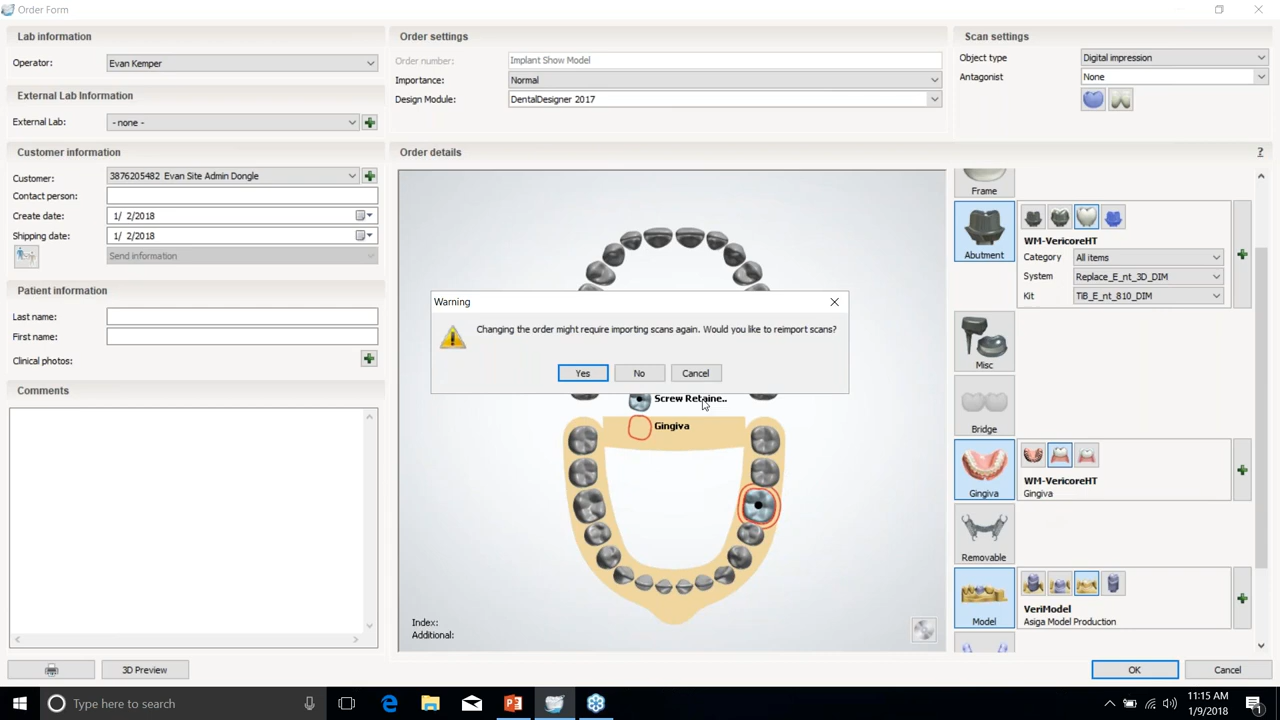 Order Form
Lab information
Operator:
Evan Kemper
External Lab Information
External Lab:
- none -
Customer information
Customer:
3876205482 Evan Site Admin Dongle
Contact person:
Create date:
1/ 2/2018
Shipping date:
1/ 2/2018
Send information
Patient information
Last name:
First name:
Clinical photos:
Comments
3D Preview
Order settings
Order number:
Implant Show Model
Importance:
Normal
Design Module:
DentalDesigner 2017
Order details
?
Warning
Changing the order might require importing scans again. Would you like to reimport scans?
Yes
No
Cancel
Screw Retaine..
Gingiva
Index:
Additional:
Scan settings
Object type
Digital impression
Antagonist
None
Frame
Abutment
WM-VericoreHT
Category
All items
System
Replace_E_nt_3D_DIM
Kit
TiB_E_nt_810_DIM
Misc
Bridge
Gingiva
WM-VericoreHT
Gingiva
Removable
Model
VeriModel
Asiga Model Production
OK
Cancel
Type here to search
11:15 AM
1/9/2018
1